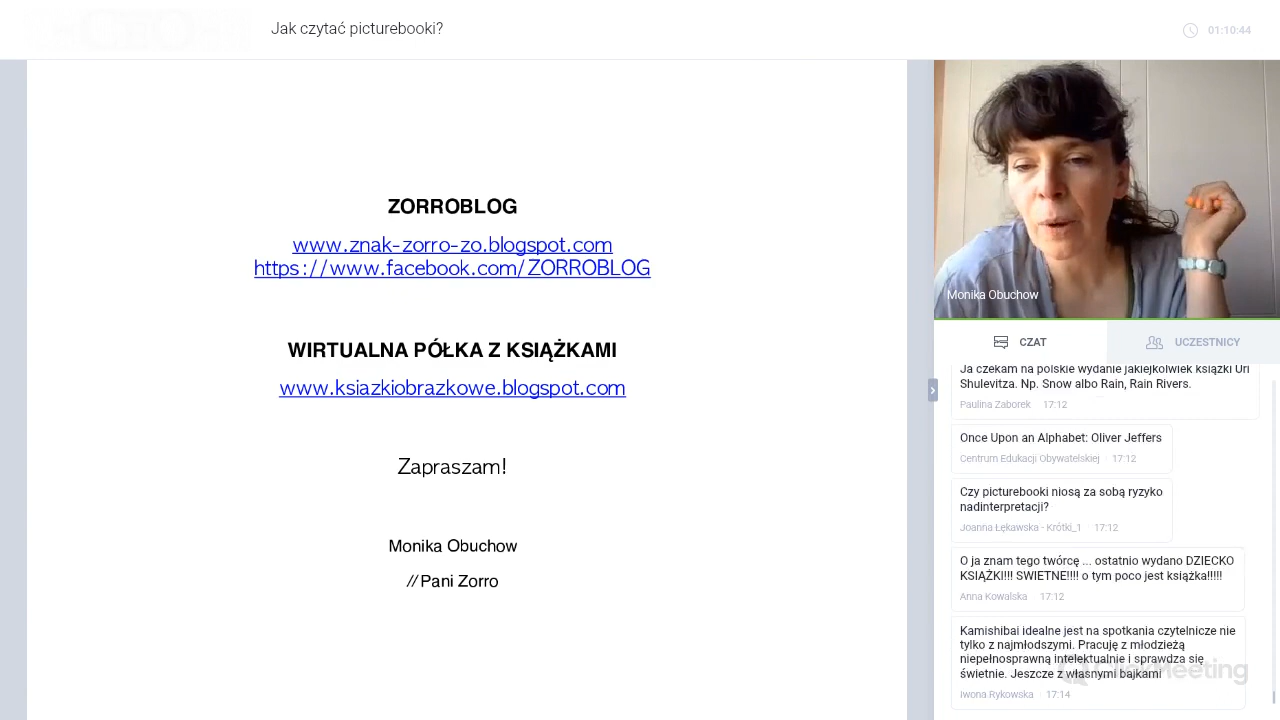 Jak czytać picturebooki?
01:10:44
ZORROBLOG
www.znak-zorro-zo.blogspot.com
https://www.facebook.com/ZORROBLOG
WIRTUALNA PÓŁKA Z KSIĄŻKAMI
www.ksiazkiobrazkowe.blogspot.com
Zapraszam!
Monika Obuchow
//Pani Zorro
Monika Obuchow
CZAT
UCZESTNICY
Ja czekam na polskie wydanie jakiejkolwiek książki Uri
Shulevitza. Np. Snow albo Rain, Rain Rivers.
Paulina Zaborek 17:12
Once Upon an Alphabet: Oliver Jeffers
Centrum Edukacji Obywatelskiej 17:12
Czy picturebooki niosą za sobą ryzyko
nadinterpretacji?
Joanna Łękawska - Krótki_1 17:12
O ja znam tego twórcę ... ostatnio wydano DZIECKO
KSIĄŻKI!!!! SWIETNE!!!! o tym poco jest książka!!!!!
Anna Kowalska 17:12
Kamishibai idealne jest na spotkania czytelnicze nie
tylko z najmłodszymi. Pracuję z młodzieżą
niepełnosprawną intelektualnie i sprawdza się
świetnie. Jeszcze z własnymi bajkami
ClickMeeting
Iwona Rykowska 17:14